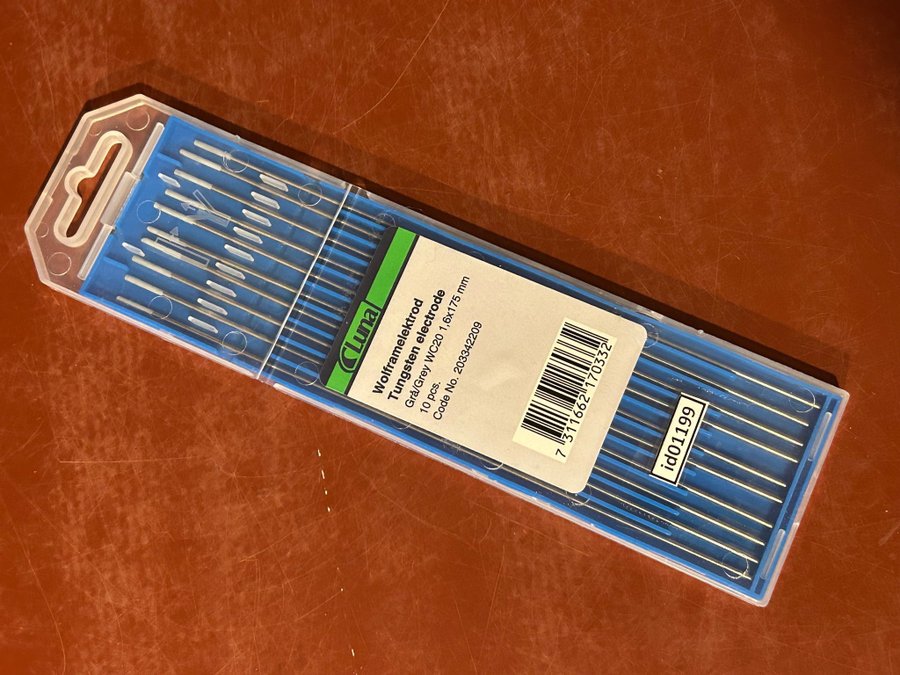 Luna
Wolframelektrod
Tungsten electrode
Grå/Grey WC20 1,6x175 mm
10 pcs.
Code No. 203342209
7 311662 170332
id01199